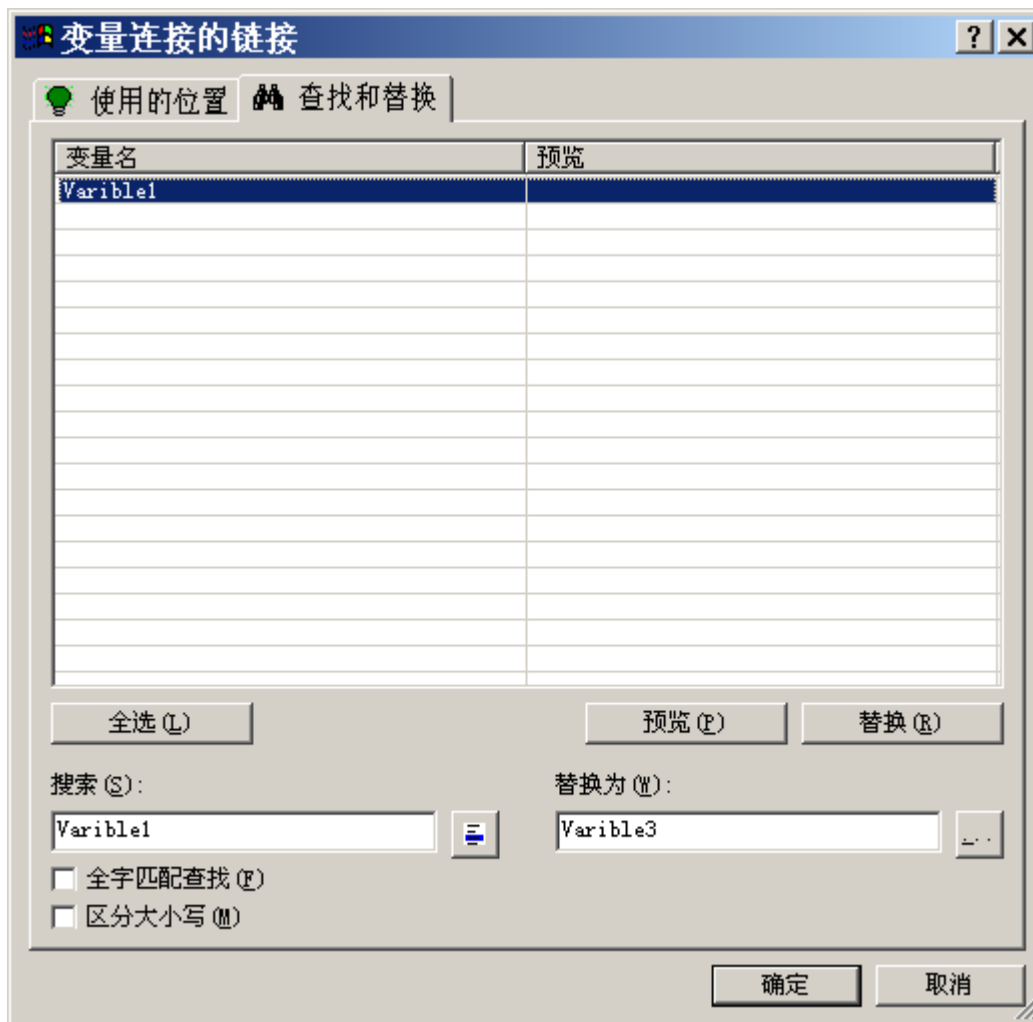 变量连接的链接
使用的位置 查找和替换
变量名 预览
Varible1
全选(L) 预览(P) 替换(R)
搜索(S): 替换为(W):
Varible1 Varible3 ...
全字匹配查找(F)
区分大小写(M)
确定 取消